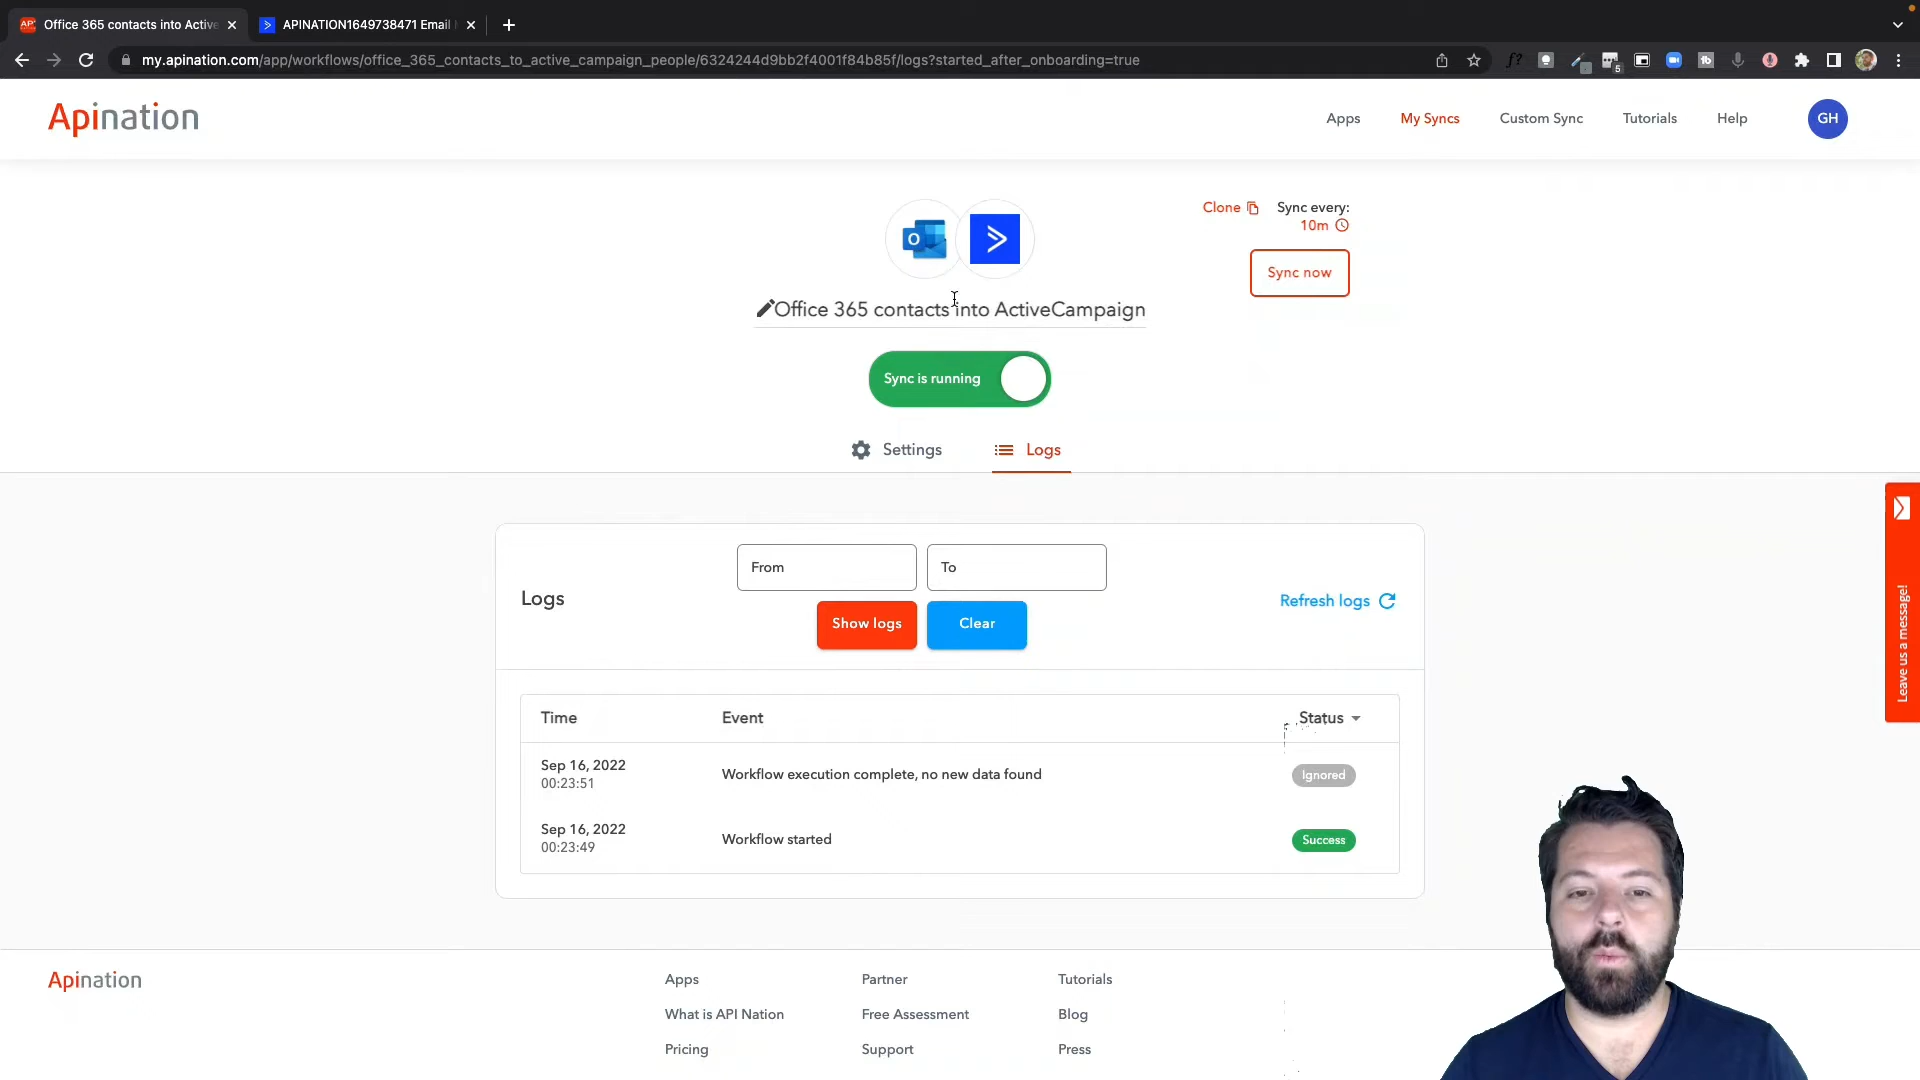 Office 365 contacts into Active
APINATION1649738471 Email
my.apination.com/app/workflows/office_365_contacts_to_active_campaign_people/6324244d9bb2f4001f84b85f/logs?started_after_onboarding=true
5
Apination
Apps
My Syncs
Custom Sync
Tutorials
Help
GH
Clone
Sync every:
10m
Sync now
Office 365 contacts into ActiveCampaign
Sync is running
Settings
Logs
Logs
From
To
Show logs
Clear
Refresh logs
Time
Event
Status
Sep 16, 2022
00:23:51
Workflow execution complete, no new data found
Ignored
Sep 16, 2022
00:23:49
Workflow started
Success
Leave us a message!
Apination
Apps
Partner
Tutorials
What is API Nation
Free Assessment
Blog
Pricing
Support
Press